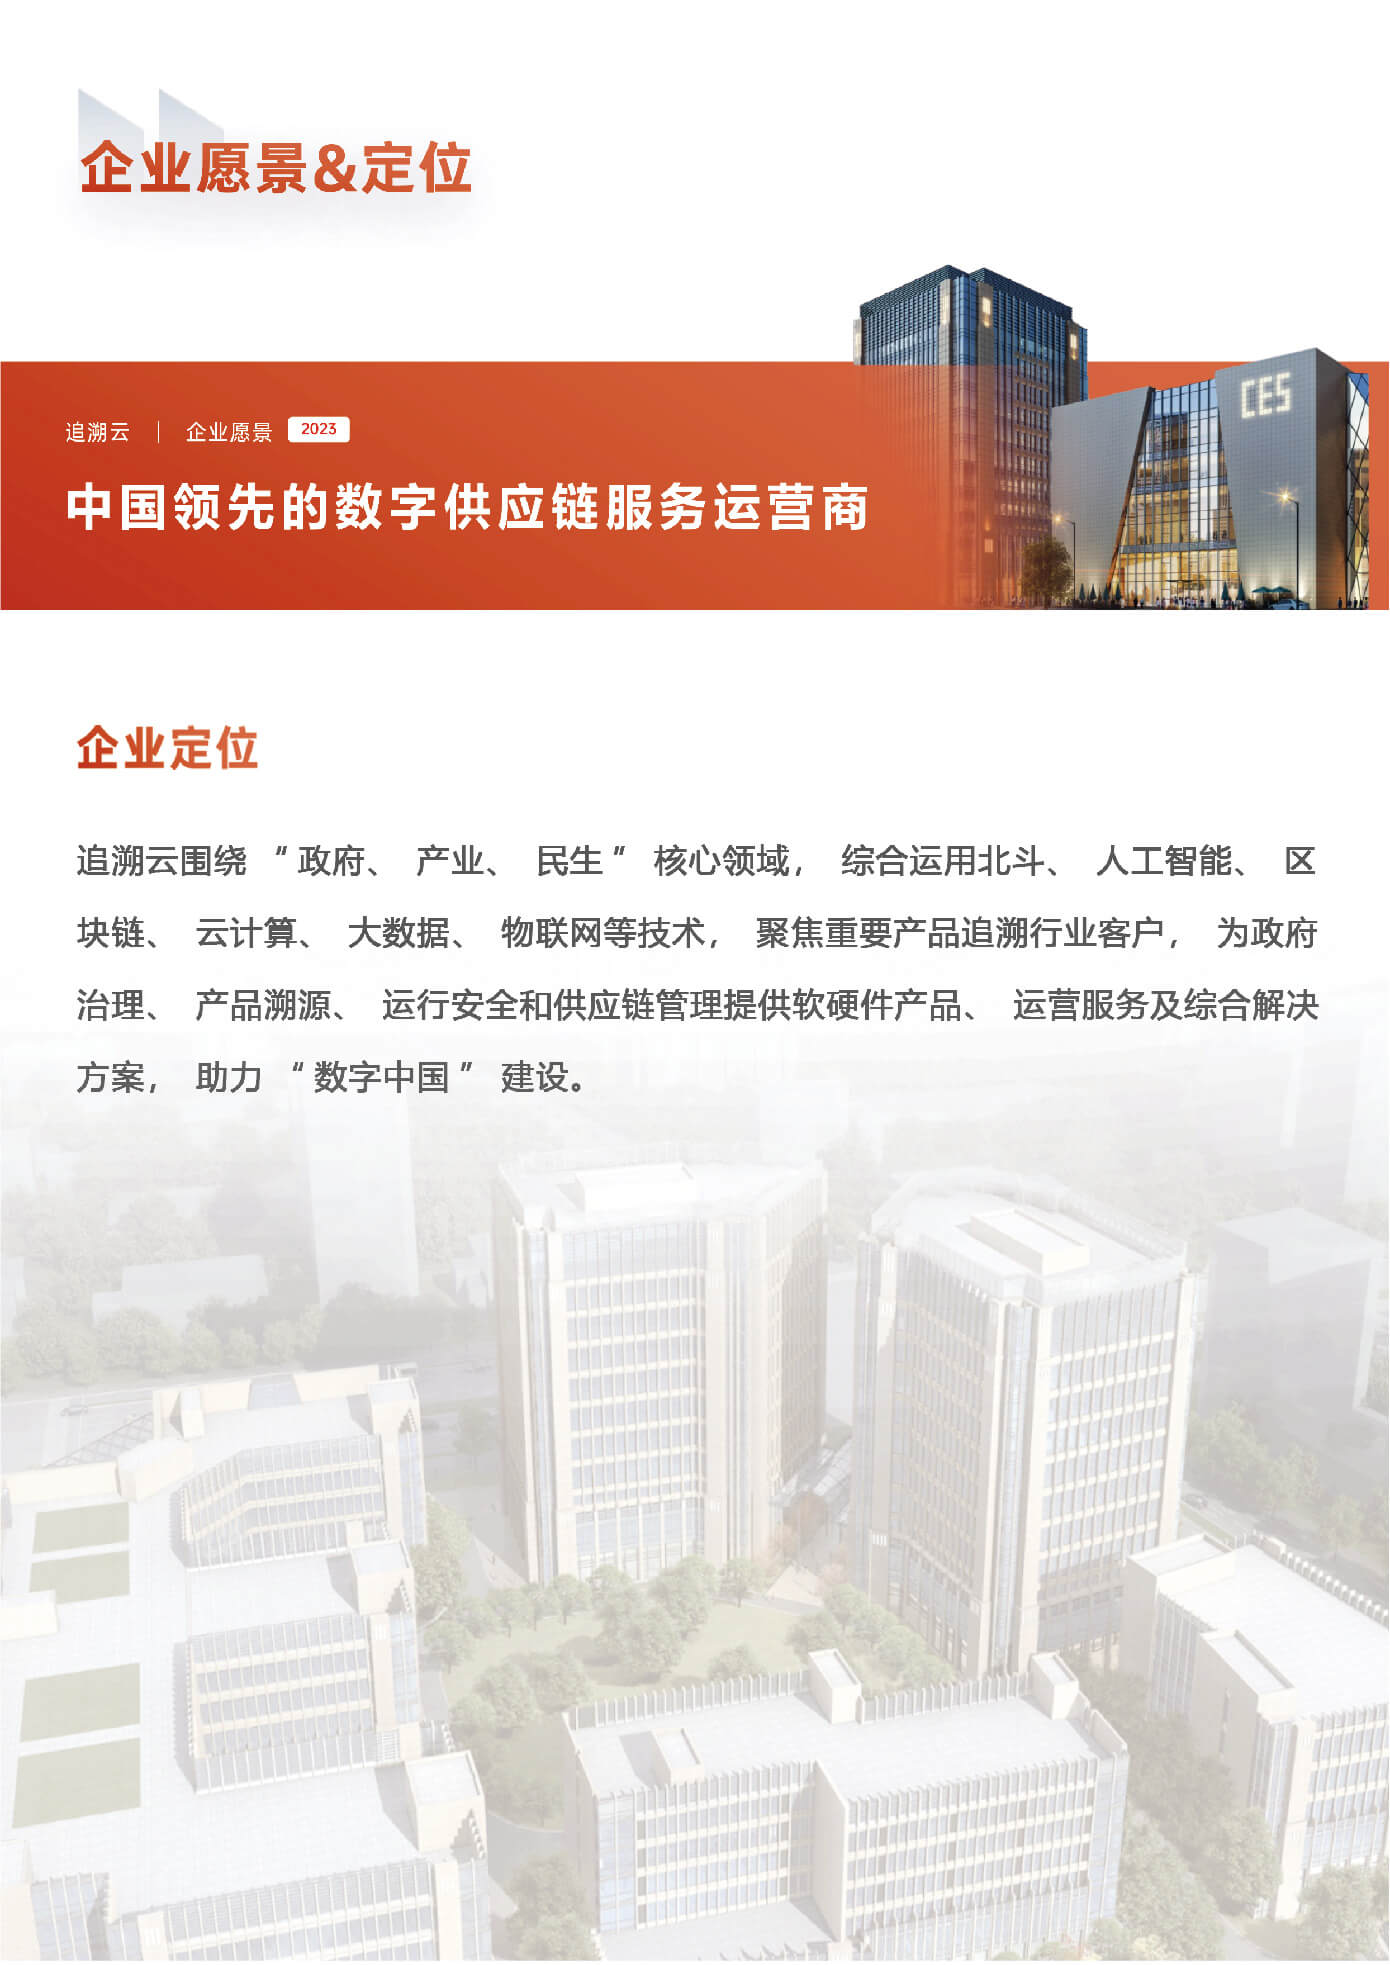 企业愿景&定位
CES
追溯云 | 企业愿景 2023
中国领先的数字供应链服务运营商
企业定位
追溯云围绕 “政府、 产业、 民生” 核心领域， 综合运用北斗、 人工智能、 区
块链、 云计算、 大数据、 物联网等技术， 聚焦重要产品追溯行业客户， 为政府
治理、 产品溯源、 运行安全和供应链管理提供软硬件产品、 运营服务及综合解决
方案， 助力 “数字中国” 建设。